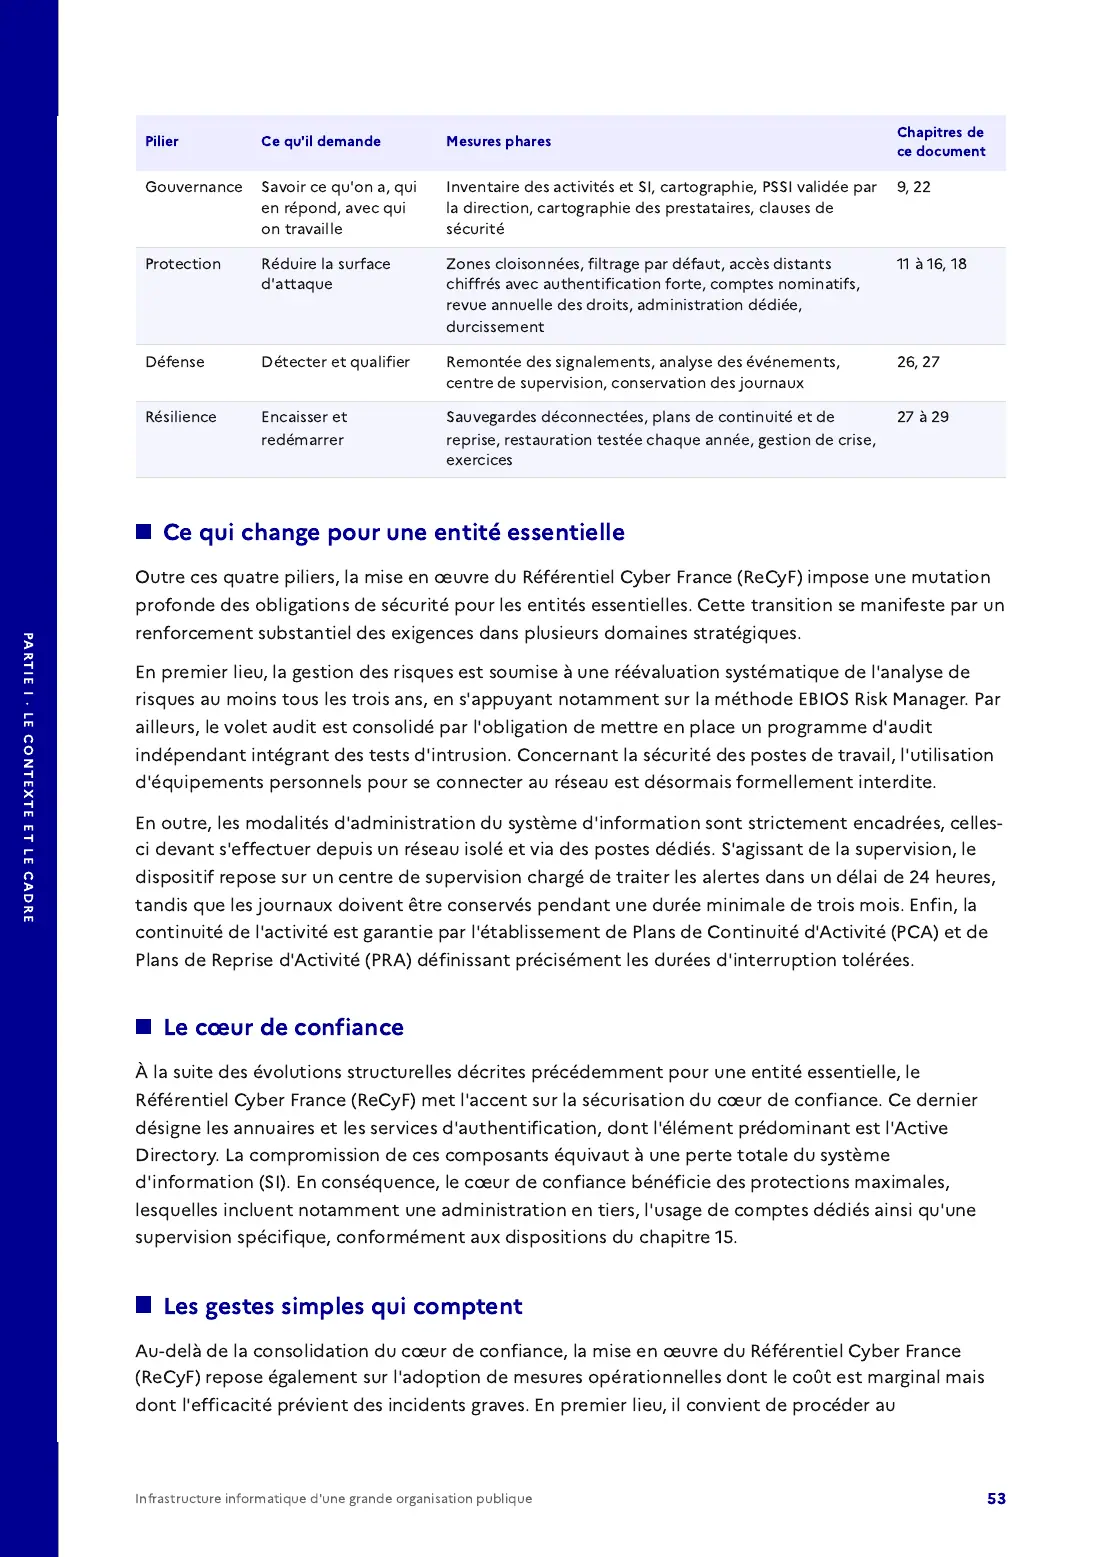 Pilier
Ce qu'il demande
Mesures phares
Chapitres de
ce document
Gouvernance
Savoir ce qu'on a, qui
en répond, avec qui
on travaille
Inventaire des activités et SI, cartographie, PSSI validée par
la direction, cartographie des prestataires, clauses de
sécurité
9, 22
Protection
Réduire la surface
d'attaque
Zones cloisonnées, filtrage par défaut, accès distants
chiffrés avec authentification forte, comptes nominatifs,
revue annuelle des droits, administration dédiée,
durcissement
11 à 16, 18
Défense
Détecter et qualifier
Remontée des signalements, analyse des événements,
centre de supervision, conservation des journaux
26, 27
Résilience
Encaisser et
redémarrer
Sauvegardes déconnectées, plans de continuité et de
reprise, restauration testée chaque année, gestion de crise,
exercices
27 à 29
Ce qui change pour une entité essentielle
Outre ces quatre piliers, la mise en œuvre du Référentiel Cyber France (ReCyF) impose une mutation
profonde des obligations de sécurité pour les entités essentielles. Cette transition se manifeste par un
renforcement substantiel des exigences dans plusieurs domaines stratégiques.
En premier lieu, la gestion des risques est soumise à une réévaluation systématique de l'analyse de
risques au moins tous les trois ans, en s'appuyant notamment sur la méthode EBIOS Risk Manager. Par
ailleurs, le volet audit est consolidé par l'obligation de mettre en place un programme d'audit
indépendant intégrant des tests d'intrusion. Concernant la sécurité des postes de travail, l'utilisation
d'équipements personnels pour se connecter au réseau est désormais formellement interdite.
En outre, les modalités d'administration du système d'information sont strictement encadrées, celles-
ci devant s'effectuer depuis un réseau isolé et via des postes dédiés. S'agissant de la supervision, le
dispositif repose sur un centre de supervision chargé de traiter les alertes dans un délai de 24 heures,
tandis que les journaux doivent être conservés pendant une durée minimale de trois mois. Enfin, la
continuité de l'activité est garantie par l'établissement de Plans de Continuité d'Activité (PCA) et de
Plans de Reprise d'Activité (PRA) définissant précisément les durées d'interruption tolérées.
Le cœur de confiance
À la suite des évolutions structurelles décrites précédemment pour une entité essentielle, le
Référentiel Cyber France (ReCyF) met l'accent sur la sécurisation du cœur de confiance. Ce dernier
désigne les annuaires et les services d'authentification, dont l'élément prédominant est l'Active
Directory. La compromission de ces composants équivaut à une perte totale du système
d'information (SI). En conséquence, le cœur de confiance bénéficie des protections maximales,
lesquelles incluent notamment une administration en tiers, l'usage de comptes dédiés ainsi qu'une
supervision spécifique, conformément aux dispositions du chapitre 15.
Les gestes simples qui comptent
Au-delà de la consolidation du cœur de confiance, la mise en œuvre du Référentiel Cyber France
(ReCyF) repose également sur l'adoption de mesures opérationnelles dont le coût est marginal mais
dont l'efficacité prévient des incidents graves. En premier lieu, il convient de procéder au
PARTIE I · LE CONTEXTE ET LE CADRE
Infrastructure informatique d'une grande organisation publique
53